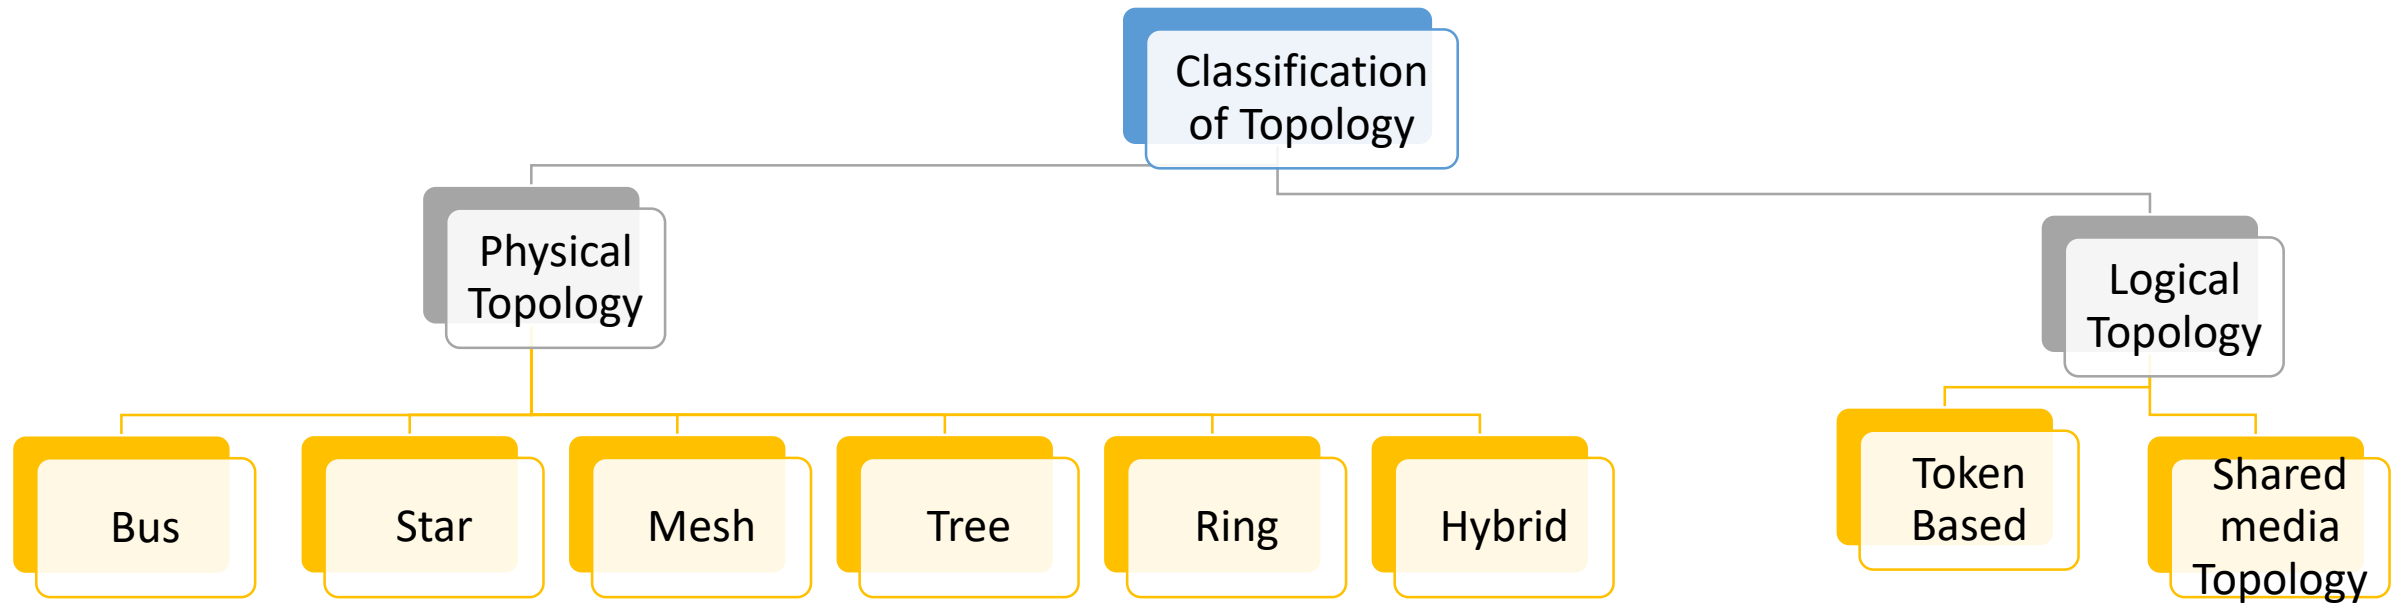 Classification
of Topology
Physical
Topology
Logical
Topology
Bus
Star
Mesh
Tree
Ring
Hybrid
Token
Based
Shared
media
Topology